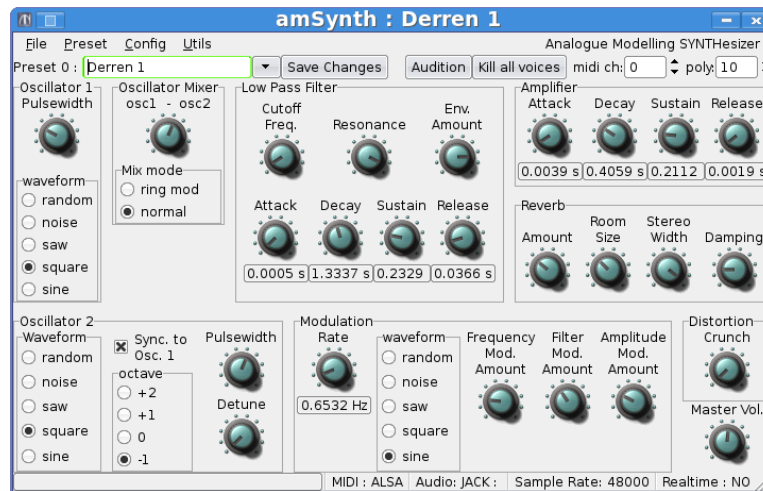 amSynth : Derren 1
File Preset Config Utils Analogue Modelling SYNTHesizer
Preset 0 : Derren 1 Save Changes Audition Kill all voices midi ch: 0 poly: 10
Oscillator 1
Pulsewidth
waveform
random
noise
saw
square
sine
Oscillator Mixer
osc1 - osc2
Mix mode
ring mod
normal
Low Pass Filter
Cutoff Freq. Resonance Env. Amount
Attack Decay Sustain Release
0.0005 s 1.3337 s 0.2329 0.0366 s
Amplifier
Attack Decay Sustain Release
0.0039 s 0.4059 s 0.2112 0.0019 s
Reverb
Amount Room Size Stereo Width Damping
Oscillator 2
Waveform
random
noise
saw
square
sine
Sync. to
Osc. 1
octave
+2
+1
0
-1
Pulsewidth
Detune
Modulation
Rate
0.6532 Hz
waveform
random
noise
saw
square
sine
Frequency Mod. Amount Filter Mod. Amount Amplitude Mod. Amount
Distortion
Crunch
Master Vol.
MIDI : ALSA Audio: JACK : Sample Rate: 48000 Realtime : NO